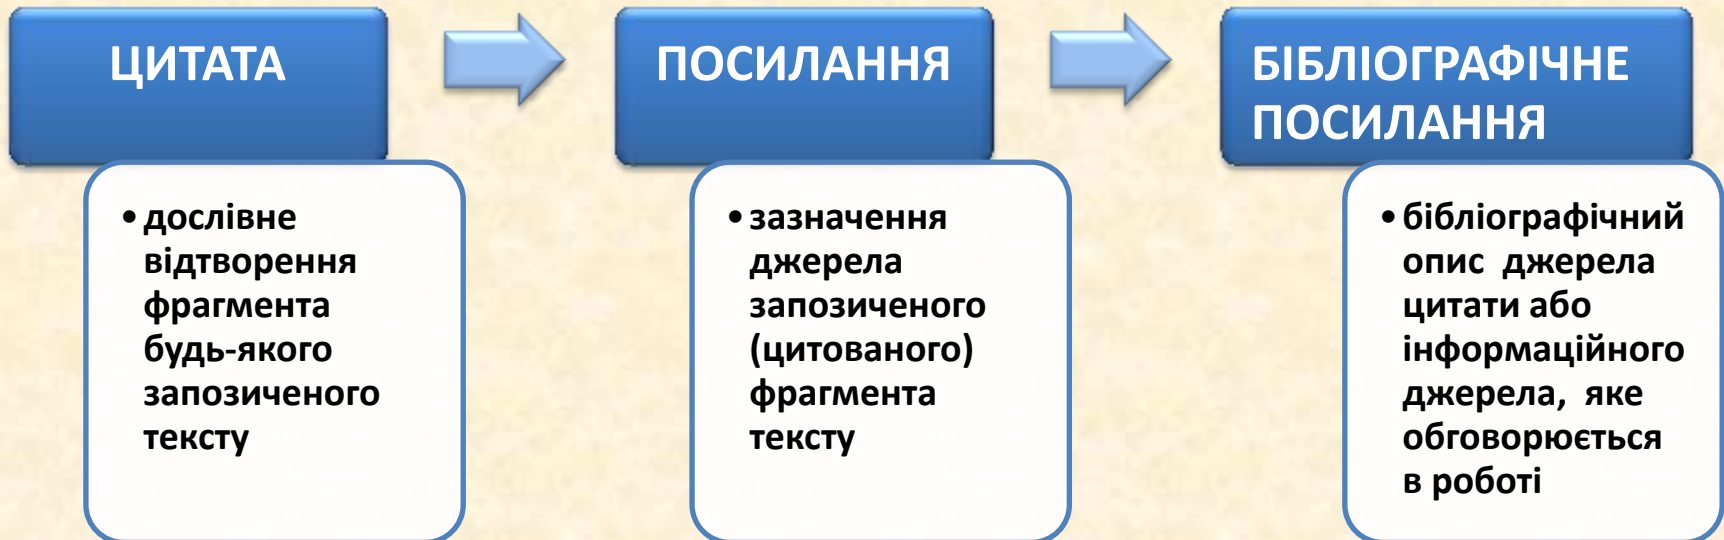 ЦИТАТА
• дослівне
відтворення
фрагмента
будь-якого
запозиченого
тексту
ПОСИЛАННЯ
• зазначення
джерела
запозиченого
(цитованого)
фрагмента
тексту
БІБЛІОГРАФІЧНЕ
ПОСИЛАННЯ
• бібліографічний
опис джерела
цитати або
інформаційного
джерела, яке
обговорюється
в роботі